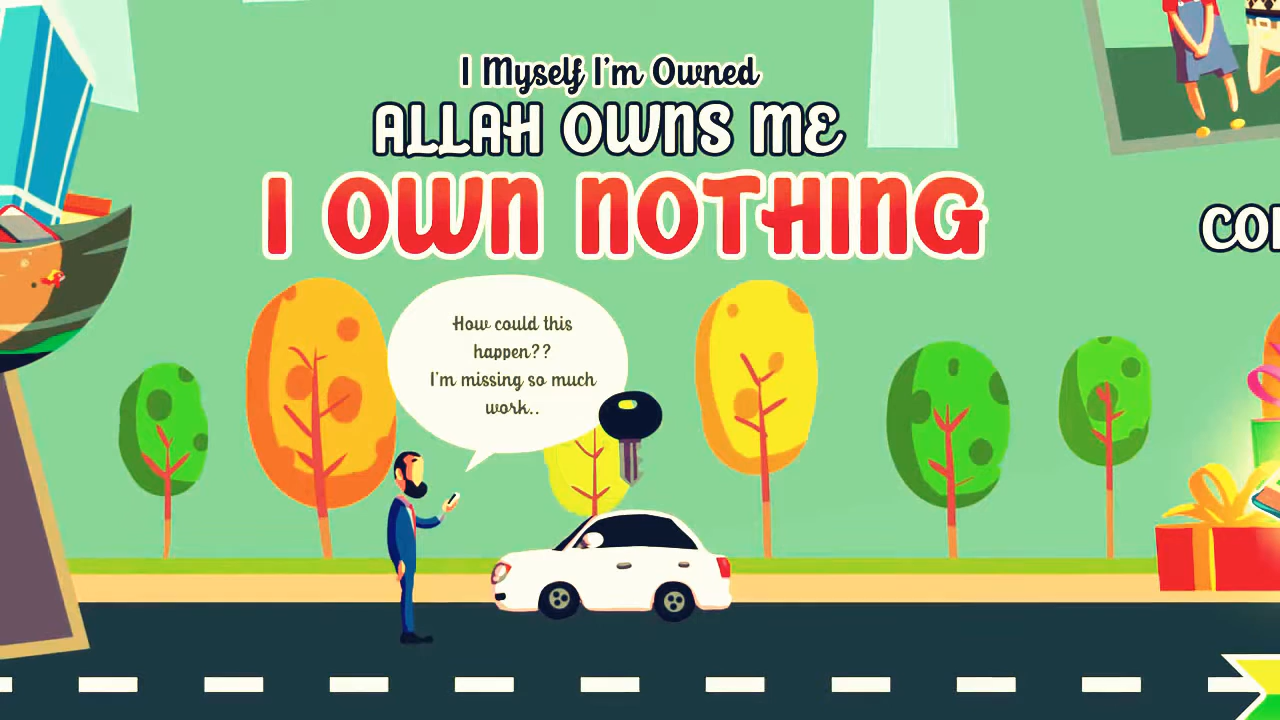 I Myself I'm Owned
ALLAH OWNS ME
I OWN NOTHING
How could this
happen??
I'm missing so much
work..